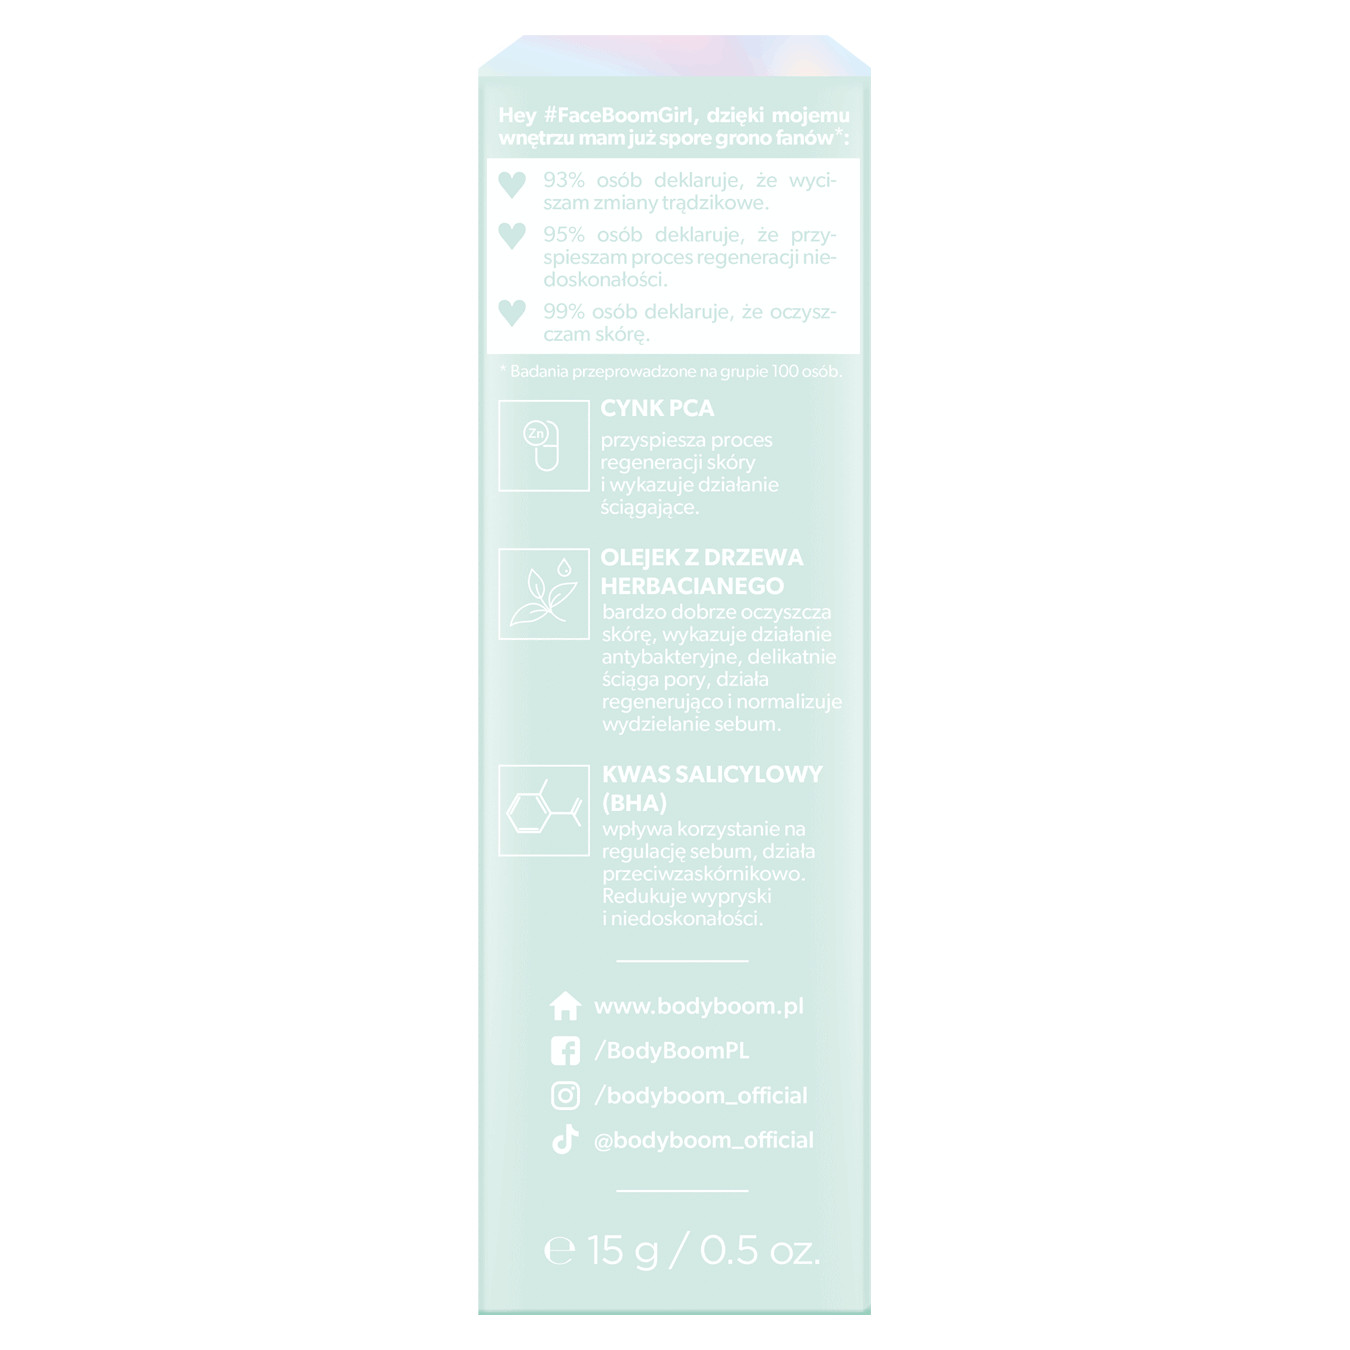 Hey #FaceBoomGirl, dzięki mojemu
wnętrzu mam już spore grono fanów*:
93% osób deklaruje, że wyci-
szam zmiany trądzikowe.
95% osób deklaruje, że przy-
spieszam proces regeneracji nie-
doskonałości.
99% osób deklaruje, że oczysz-
czam skórę.
* Badania przeprowadzone na grupie 100 osób.
CYNK PCA
Zn
przyspiesza proces
regeneracji skóry
i wykazuje działanie
ściągające.
OLEJEK Z DRZEWA
HERBACIANEGO
bardzo dobrze oczyszcza
skórę, wykazuje działanie
antybakteryjne, delikatnie
ściąga pory, działa
regenerująco i normalizuje
wydzielanie sebum.
KWAS SALICYLOWY
(BHA)
wpływa korzystanie na
regulację sebum, działa
przeciwzaskórnikowo.
Redukuje wypryski
i niedoskonałości.
www.bodyboom.pl
/BodyBoomPL
/bodyboom_official
@bodyboom_official
℮ 15 g / 0.5 oz.